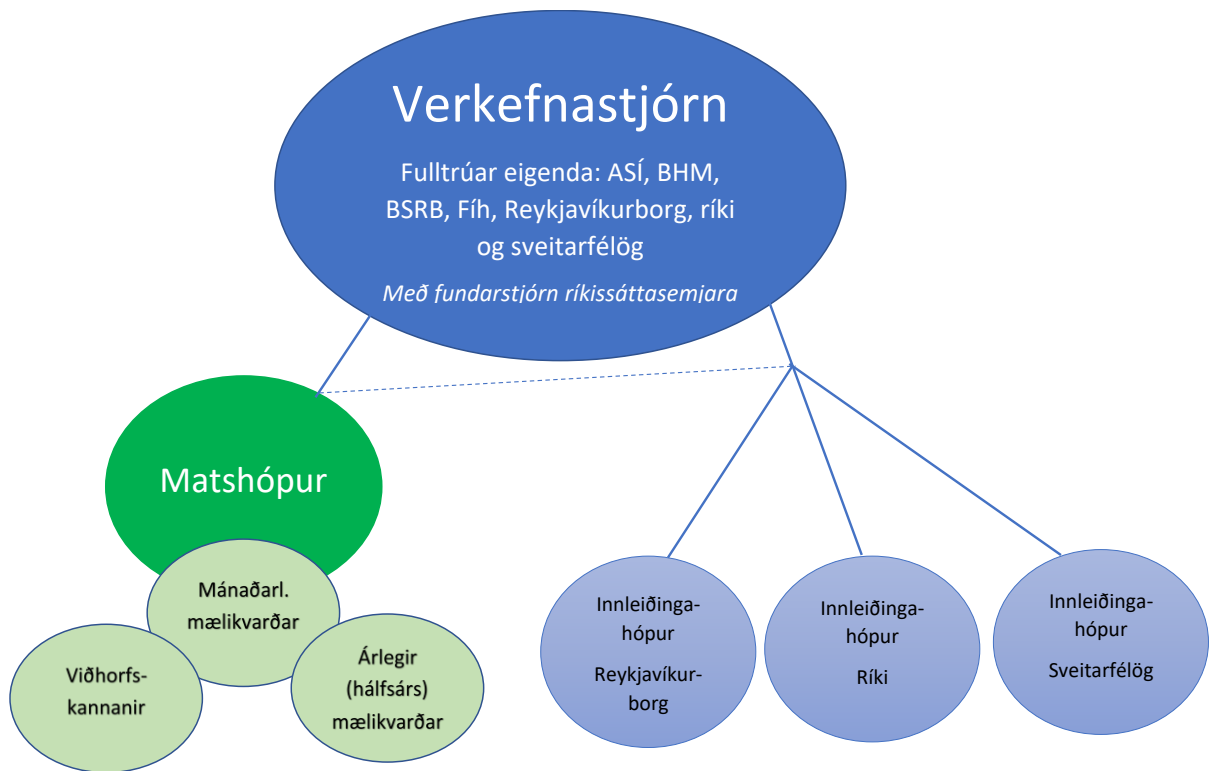 Verkefnastjórn
Fulltrúar eigenda: ASÍ, BHM,
BSRB, Fíh, Reykjavíkurborg, ríki
og sveitarfélög
Með fundarstjórn ríkissáttasemjara
Matshópur
Mánaðarl.
mælikvarðar
Viðhorfs-
kannanir
Árlegir
(hálfsárs)
mælikvarðar
Innleiðinga-
hópur
Reykjavíkur-
borg
Innleiðinga-
hópur
Ríki
Innleiðinga-
hópur
Sveitarfélög